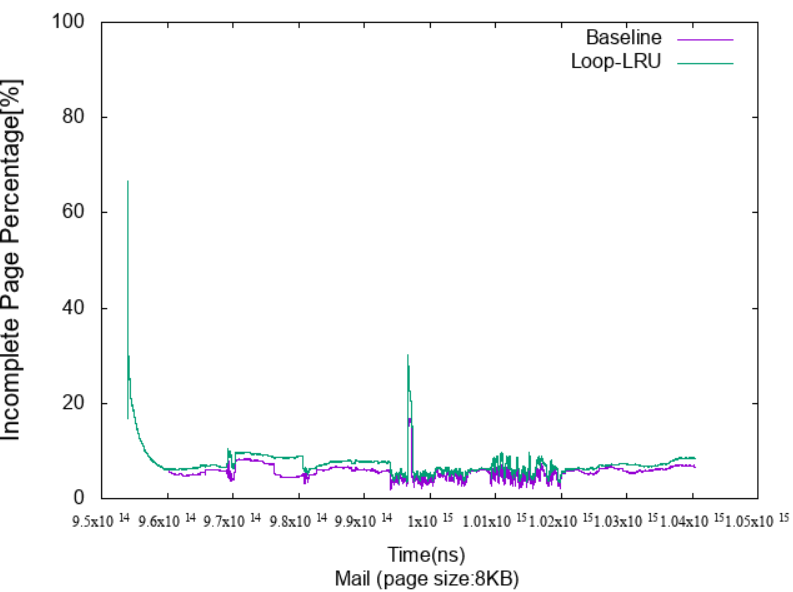 100
Baseline
Loop-LRU
80
60
40
20
0
Incomplete Page Percentage[%]
9.5x10 14 9.6x10 14 9.7x10 14 9.8x10 14 9.9x10 14 1x10 15 1.01x10 15 1.02x10 15 1.03x10 15 1.04x10 15 1.05x10 15
Time(ns)
Mail (page size:8KB)